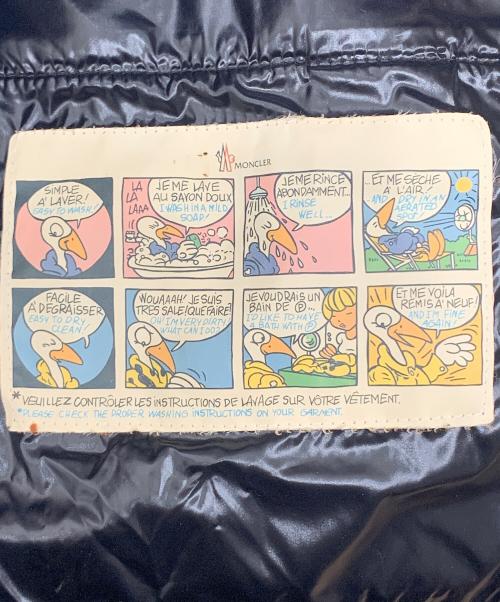 MONCLER
SIMPLE
A' LAVER!
EASY TO WASH!
LA
LA
LAAA
JE ME LAVE
AU SAVON DOUX
I WASH IN A MILD
SOAP!
JE ME RINCE
ABONDAMMENT...
I RINSE
WELL...
...ET ME SÈCHE
À L'AIR!
AND DRY IN AN
AERATED
SPOT
FACILE
A' DEGRAISSER
EASY TO DRY
CLEAN!
NOUAAAH! JE SUIS
TRES SALE! QUE FAIRE!
OH! I'M VERY DIRTY
WHAT CAN I DO?
JE VOUDRAIS UN
BAIN DE Ⓟ...
I'D LIKE TO HAVE
A BATH WITH Ⓟ
ET ME VOILA
REMIS A' NEUF!
AND I'M FINE
AGAIN!
*VEUILLEZ CONTRÔLER LES INSTRUCTIONS DE LAVAGE SUR VÔTRE VÊTEMENT.
*PLEASE CHECK THE PROPER WASHING INSTRUCTIONS ON YOUR GARMENT.